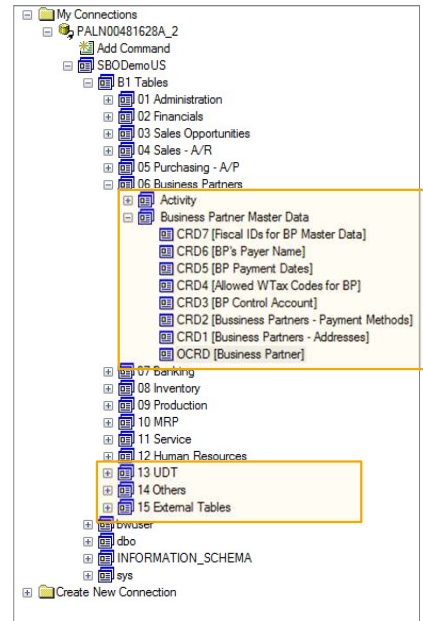 My Connections
PALN00481628A_2
Add Command
SBODemoUS
B1 Tables
01 Administration
02 Financials
03 Sales Opportunities
04 Sales - A/R
05 Purchasing - A/P
06 Business Partners
Activity
Business Partner Master Data
CRD7 [Fiscal IDs for BP Master Data]
CRD6 [BP's Payer Name]
CRD5 [BP Payment Dates]
CRD4 [Allowed WTax Codes for BP]
CRD3 [BP Control Account]
CRD2 [Bussiness Partners - Payment Methods]
CRD1 [Business Partners - Addresses]
OCRD [Business Partner]
07 Banking
08 Inventory
09 Production
10 MRP
11 Service
12 Human Resources
13 UDT
14 Others
15 External Tables
bwuser
dbo
INFORMATION_SCHEMA
sys
Create New Connection